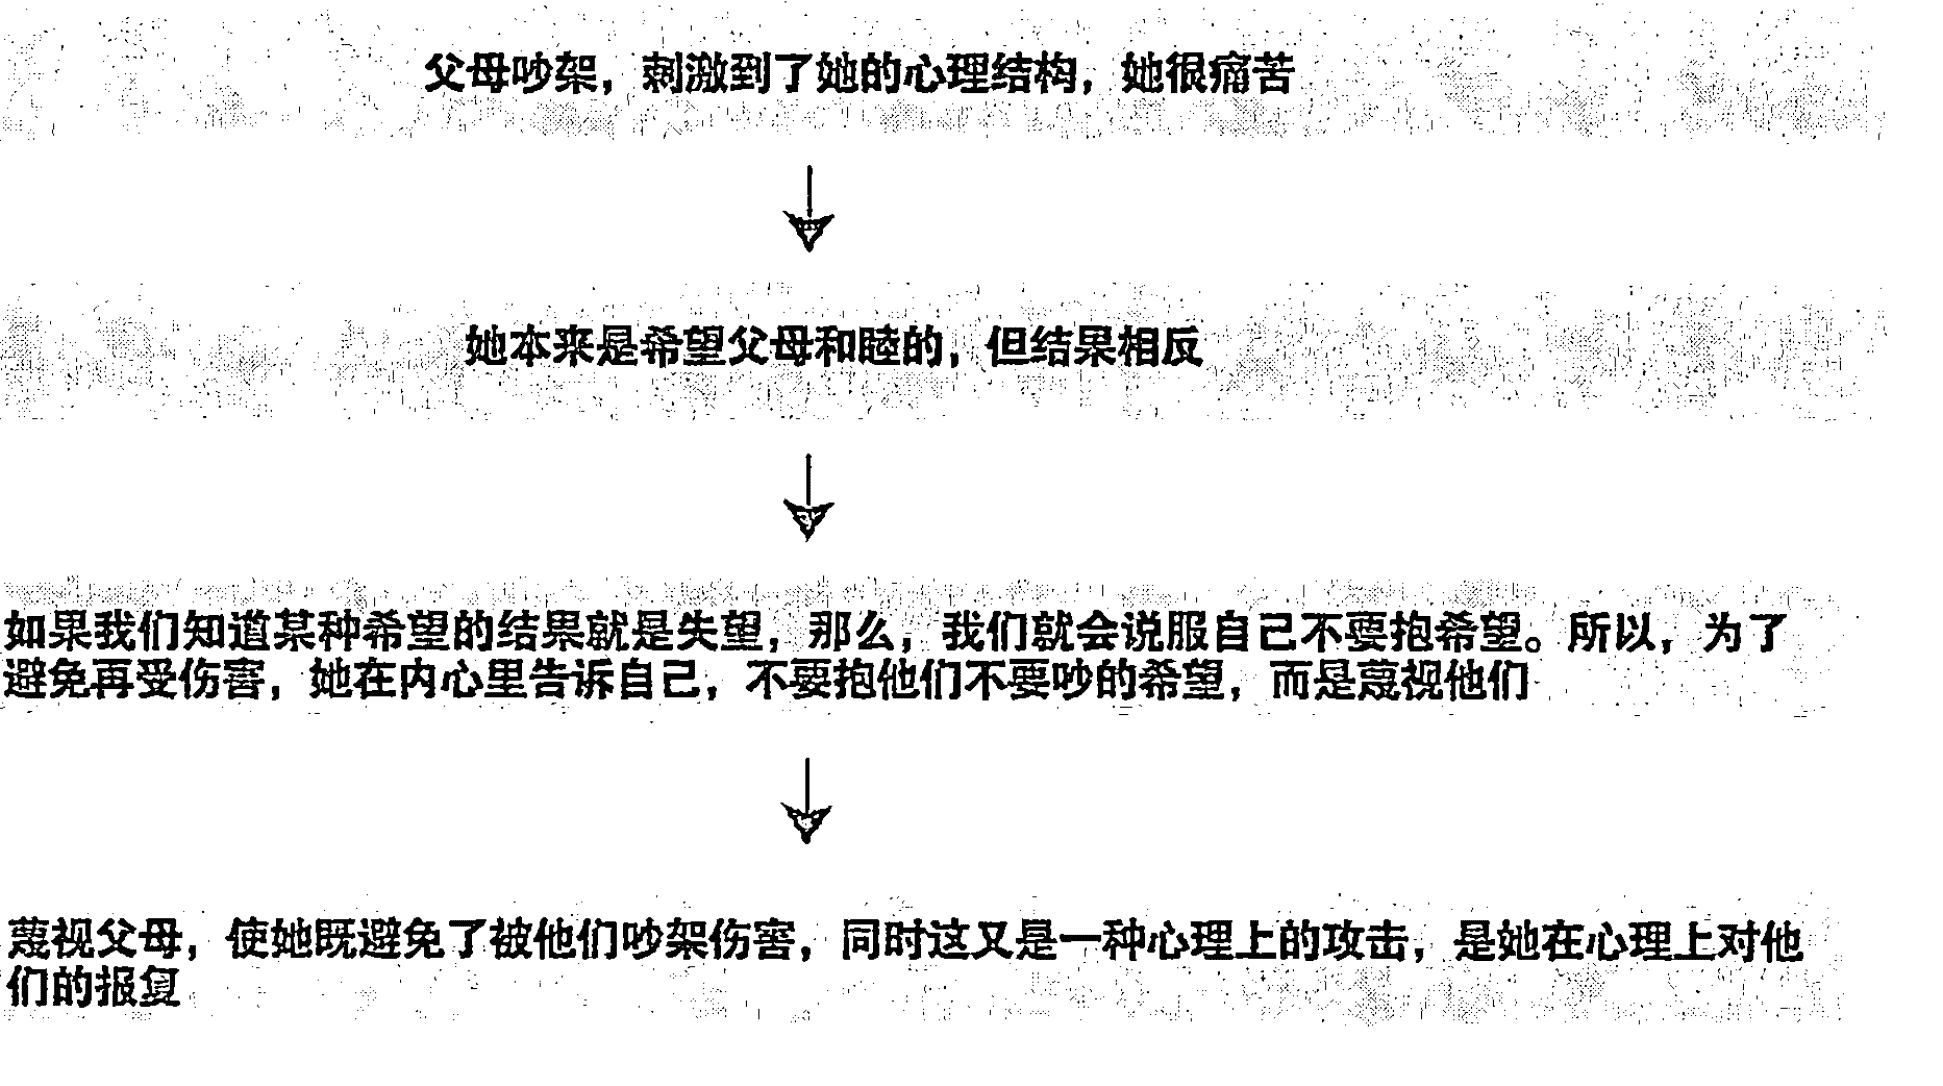 父母吵架，刺激到了她的心理结构，她很痛苦
她本来是希望父母和睦的，但结果相反
如果我们知道某种希望的结果就是失望，那么，我们就会说服自己不要抱希望。所以，为了
避免再受伤害，她在内心里告诉自己，不要抱他们不要吵的希望，而是蔑视他们
蔑视父母，使她既避免了被他们吵架伤害，同时这又是一种心理上的攻击，是她在心理上对他
们的报复